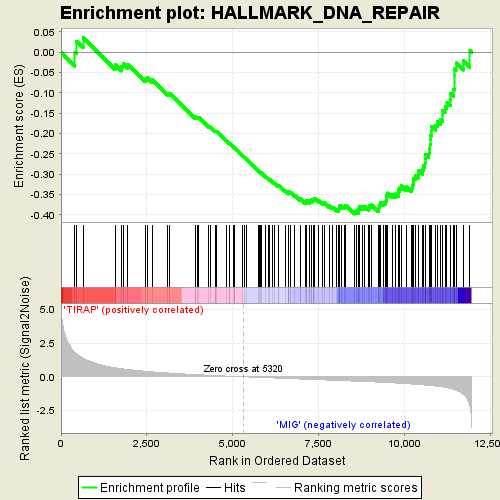 Enrichment plot: HALLMARK_DNA_REPAIR
Enrichment score (ES)
0.05
0.00
-0.05
-0.10
-0.15
-0.20
-0.25
-0.30
-0.35
-0.40
Ranked list metric (Signal2Noise)
'TIRAP' (positively correlated)
5.0
2.5
0.0
-2.5
Zero cross at 5320
'MIG' (negatively correlated)
0
2,500
5,000
7,500
10,000
12,500
Rank in Ordered Dataset
Enrichment profile
Hits
Ranking metric scores